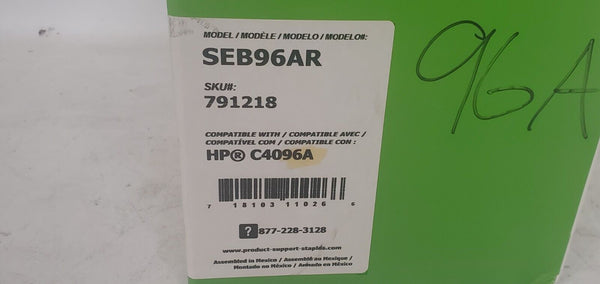 MODEL / MODÈLE / MODELO / MODELO#:
SEB96AR
SKU#:
791218
COMPATIBLE WITH / COMPATIBLE AVEC /
COMPATÍVEL COM / COMPATIBLE CON :
HP® C4096A
7 18103 11026 6
? 877-228-3128
www.product-support-staples.com
Assembled in Mexico / Assemblé en Mexique /
Montado en México / Armado en México
96A